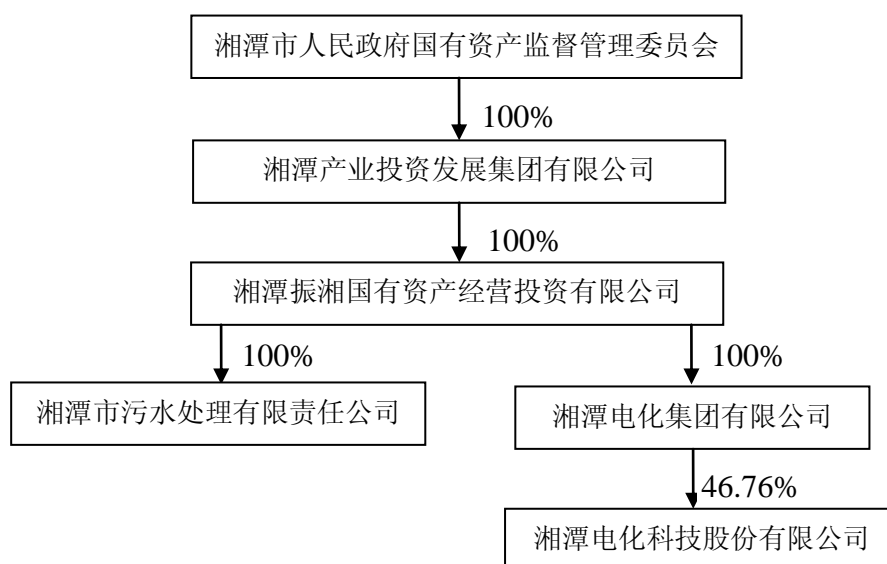 湘潭市人民政府国有资产监督管理委员会
100%
湘潭产业投资发展集团有限公司
100%
湘潭振湘国有资产经营投资有限公司
100%
100%
湘潭市污水处理有限责任公司
湘潭电化集团有限公司
46.76%
湘潭电化科技股份有限公司